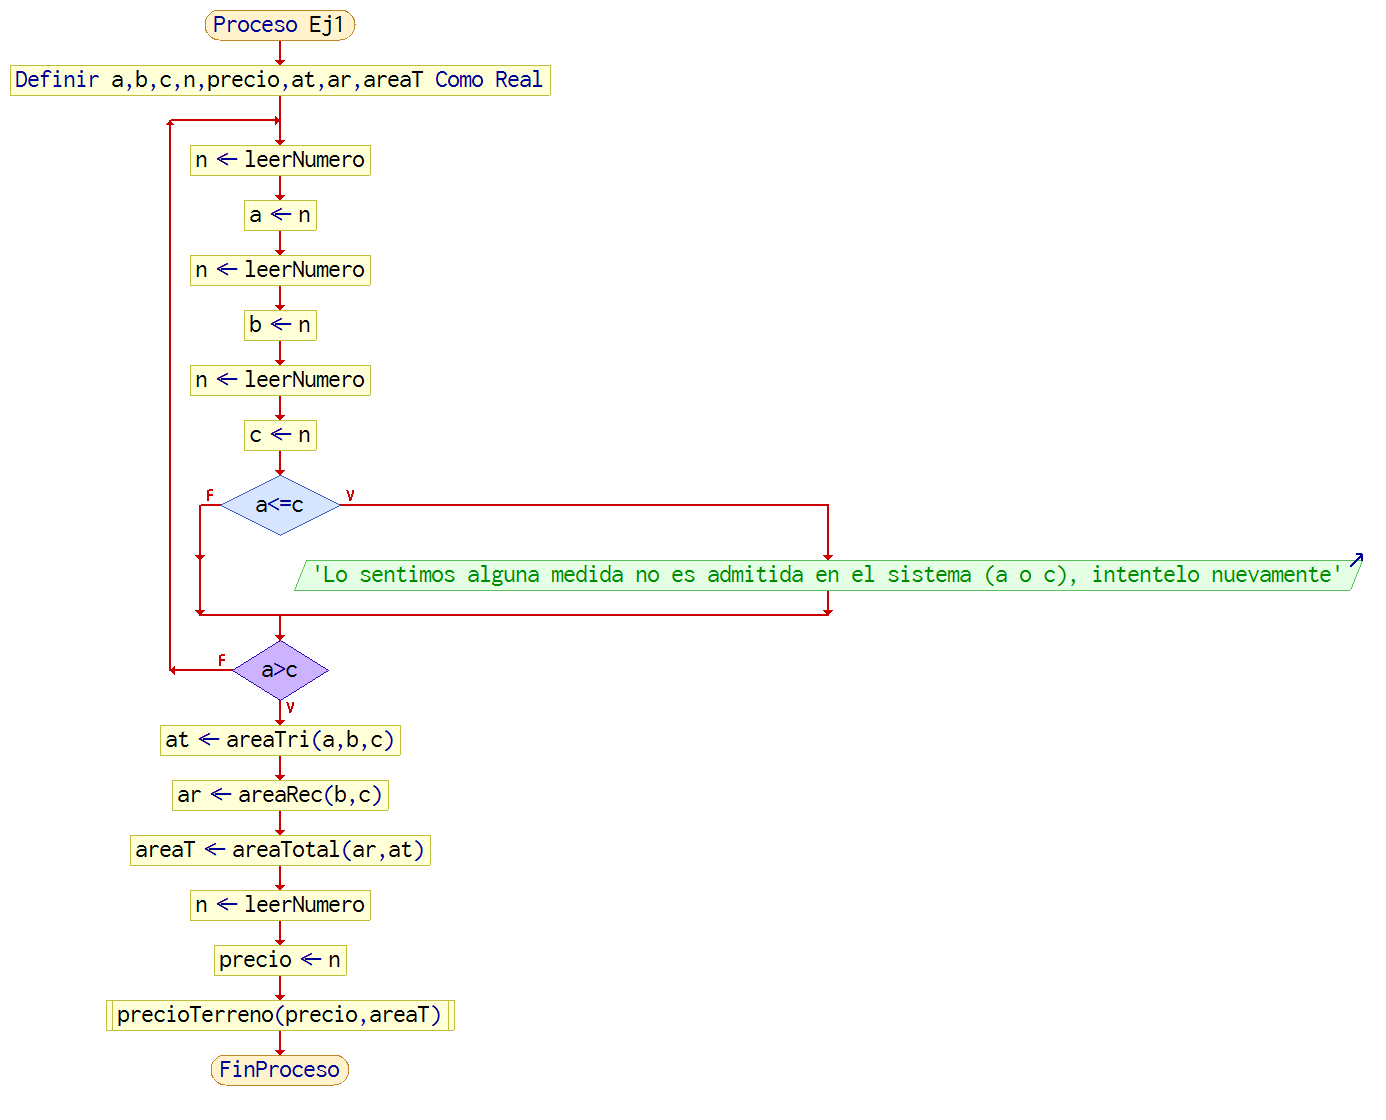 Proceso Ej1
Definir a,b,c,n,precio,at,ar,areaT Como Real
n ← leerNumero
a ← n
n ← leerNumero
b ← n
n ← leerNumero
c ← n
F
V
a<=c
'Lo sentimos alguna medida no es admitida en el sistema (a o c), intentelo nuevamente'
F
a>c
V
at ← areaTri(a,b,c)
ar ← areaRec(b,c)
areaT ← areaTotal(ar,at)
n ← leerNumero
precio ← n
precioTerreno(precio,areaT)
FinProceso